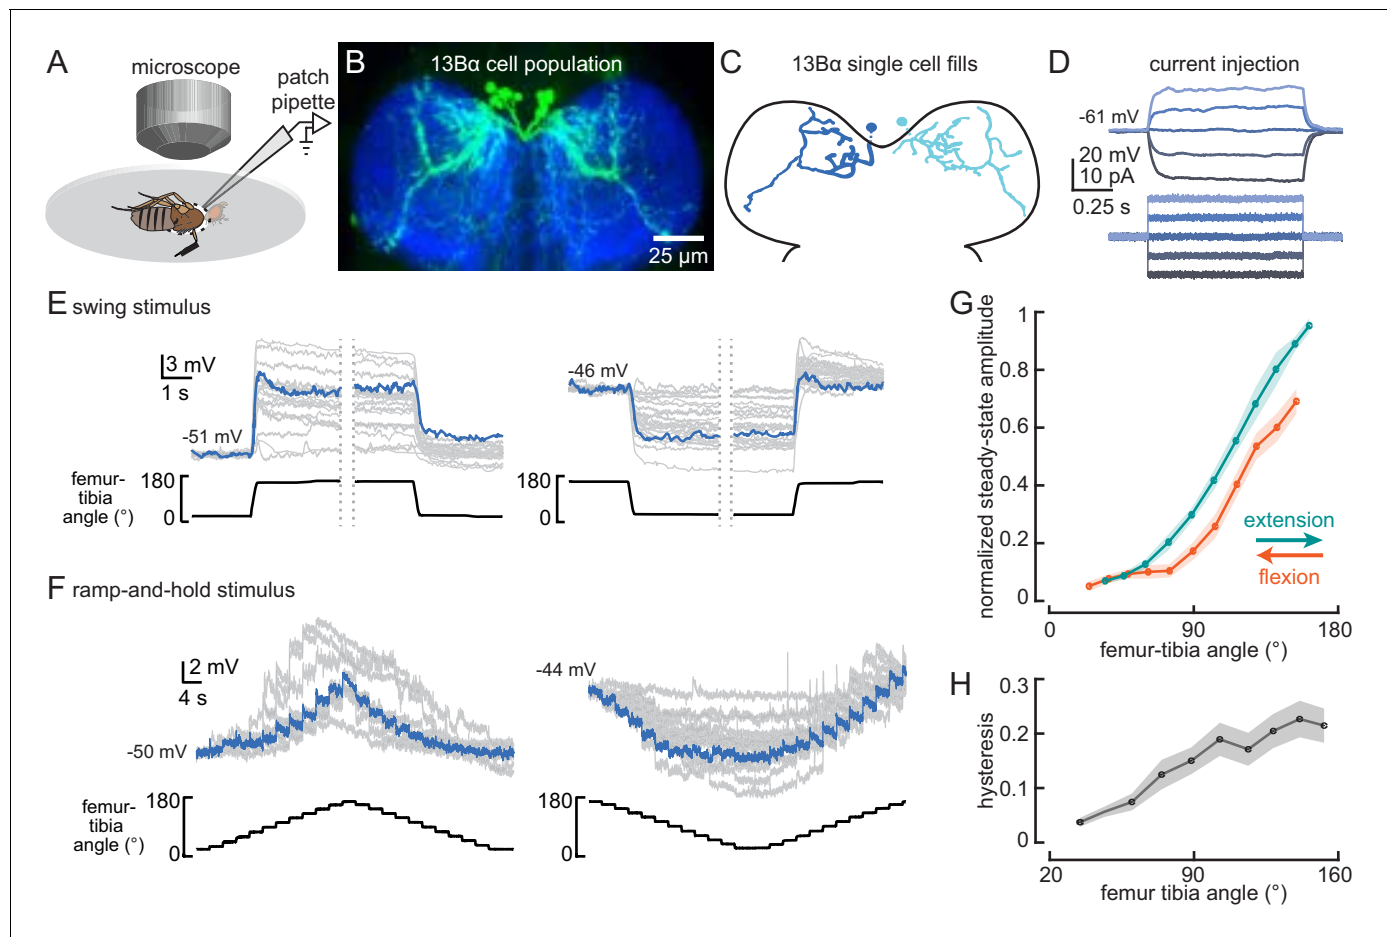 A
microscope
patch
pipette
B
13Bα cell population
25 µm
C
13Bα single cell fills
D
current injection
-61 mV
20 mV
10 pA
0.25 s
E swing stimulus
3 mV
1 s
-51 mV
-46 mV
femur-
tibia
angle (°)
180
0
180
0
F ramp-and-hold stimulus
2 mV
4 s
-50 mV
-44 mV
femur-
tibia
angle (°)
180
0
180
0
G
normalized steady-state amplitude
1
0.8
0.6
0.4
0.2
0
extension
flexion
0
90
180
femur-tibia angle (°)
H
hysteresis
0.3
0.2
0.1
0
20
90
160
femur tibia angle (°)